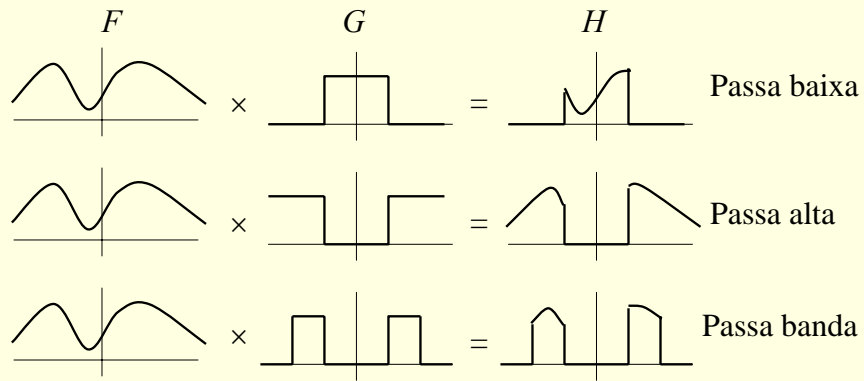 F G H
× = Passa baixa
× = Passa alta
× = Passa banda